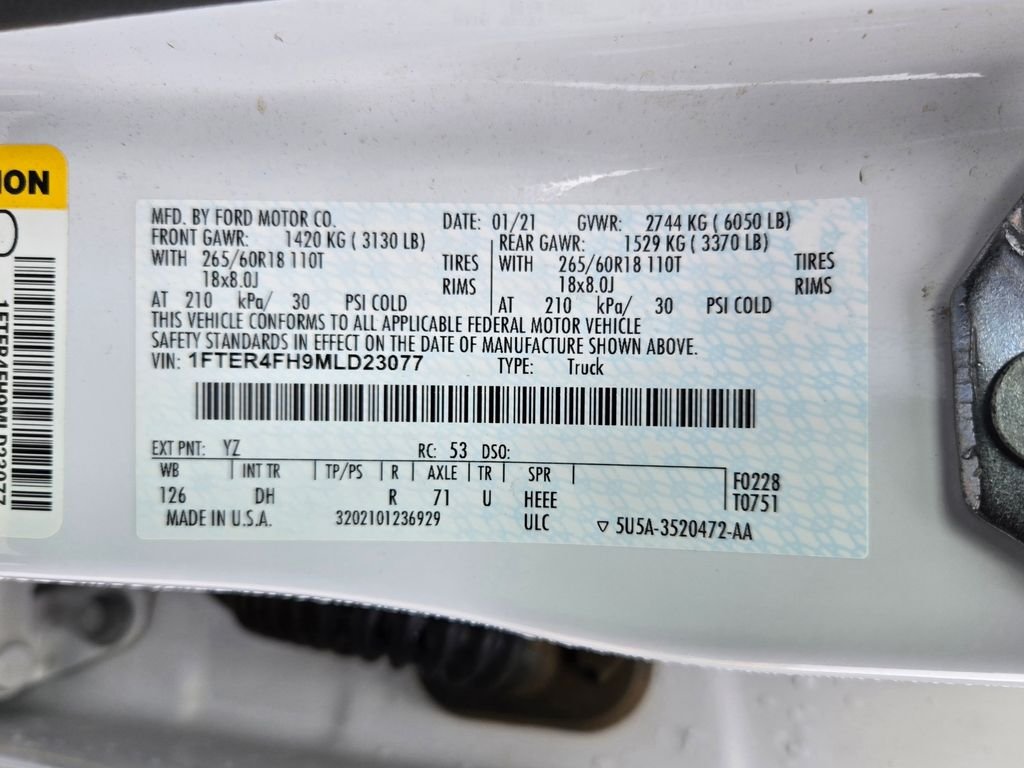 ION
1FTER4FH9MLD23077
MFD. BY FORD MOTOR CO. DATE: 01/21 GVWR: 2744 KG ( 6050 LB)
FRONT GAWR: 1420 KG ( 3130 LB) REAR GAWR: 1529 KG ( 3370 LB)
WITH 265/60R18 110T TIRES WITH 265/60R18 110T TIRES
18x8.0J RIMS 18x8.0J RIMS
AT 210 kPa/ 30 PSI COLD AT 210 kPa/ 30 PSI COLD
THIS VEHICLE CONFORMS TO ALL APPLICABLE FEDERAL MOTOR VEHICLE
SAFETY STANDARDS IN EFFECT ON THE DATE OF MANUFACTURE SHOWN ABOVE.
VIN: 1FTER4FH9MLD23077 TYPE: Truck
EXT PNT: YZ RC: 53 DSO:
WB INT TR TP/PS R AXLE TR SPR F0228
126 DH R 71 U HEEE T0751
MADE IN U.S.A. 3202101236929 ULC 5U5A-3520472-AA